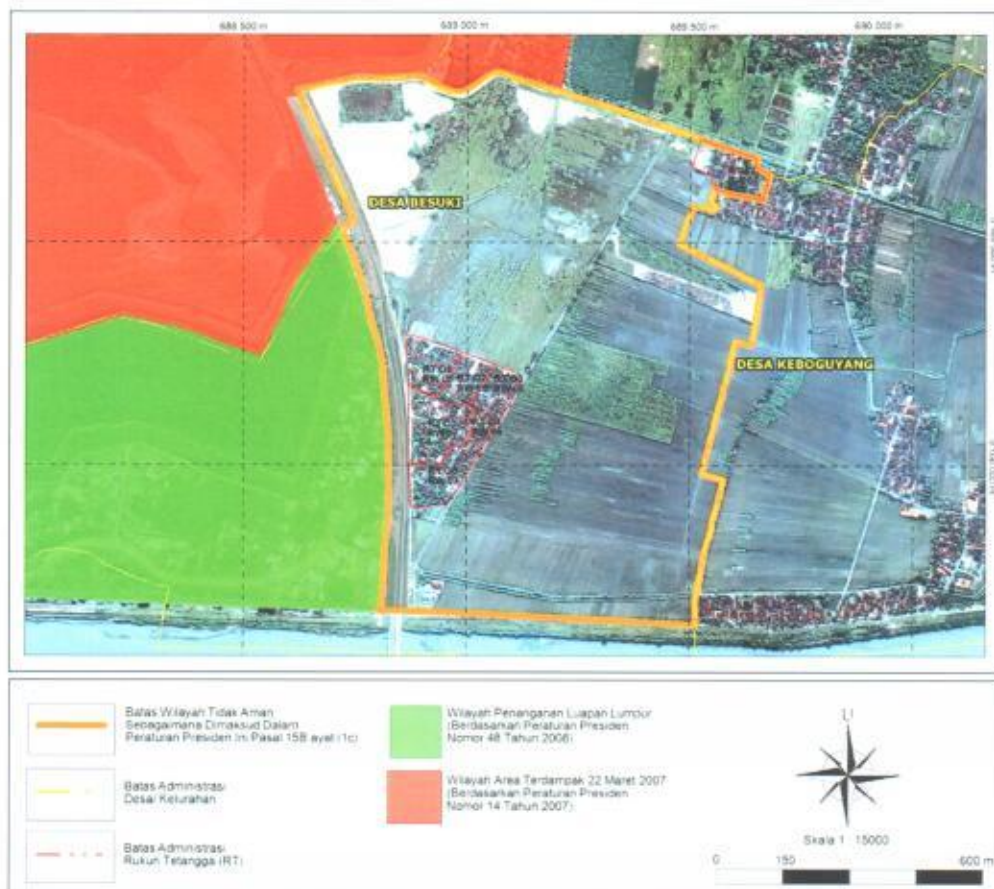 688 500 m
689 000 m
689 500 m
690 000 m
DESA BESUKI
DESA KEBOGUYANG
Batas Wilayah Tidak Aman
Sebagaimana Dimaksud Dalam
Peraturan Presiden Ini Pasal 15B ayat (1c)
Batas Administrasi
Desa/Kelurahan
Batas Administrasi
Rukun Tetangga (RT)
Wilayah Penanganan Luapan Lumpur
(Berdasarkan Peraturan Presiden
Nomor 48 Tahun 2008)
Wilayah Area Terdampak 22 Maret 2007
(Berdasarkan Peraturan Presiden
Nomor 14 Tahun 2007)
U
Skala 1 : 15000
0
150
600 m